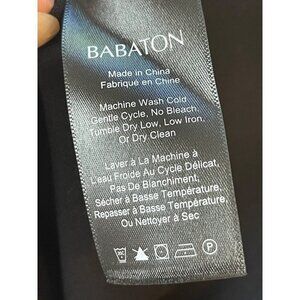 BABATON
Made in China
Fabriqué en Chine
Machine Wash Cold
Gentle Cycle, No Bleach,
Tumble Dry Low, Low Iron,
Or Dry Clean
Laver à La Machine à
L'eau Froide Au Cycle Délicat,
Pas De Blanchiment,
Sécher à Basse Température,
Repasser à Basse Température,
Ou Nettoyer à Sec